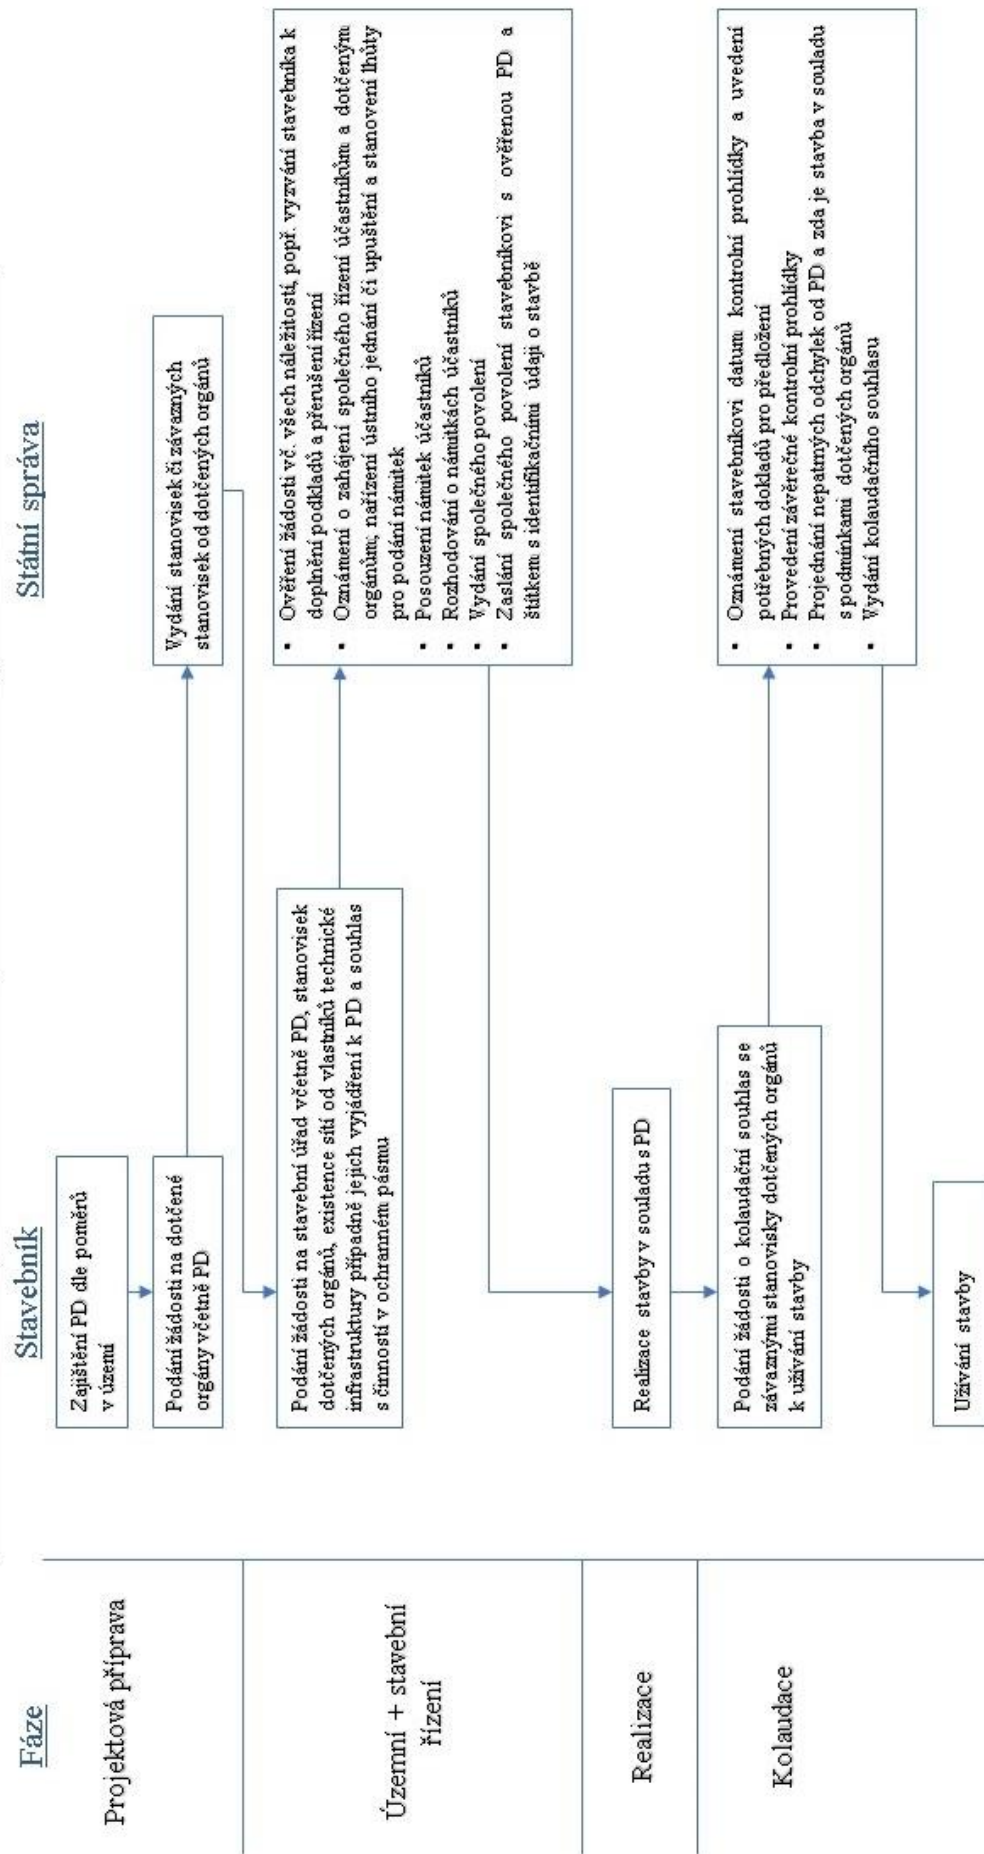 Fáze
Stavebník
Státní správa
Projektová příprava
Zajištění PD dle poměrů
v území
Podání žádosti na dotčené
orgány včetně PD
Vydání stanovisek či závazných
stanovisek od dotčených orgánů
Územní + stavební
řízení
Podání žádosti na stavební úřad včetně PD, stanovisek
dotčených orgánů, existence sítí od vlastníků technické
infrastruktury případně jejich vyjádření k PD a souhlas
s činností v ochranném pásmu
▪ Ověření žádosti vč. všech náležitostí, popř. vyzvání stavebníka k
doplnění podkladů a přerušení řízení
▪ Oznámení o zahájení společného řízení účastníkům a dotčeným
orgánům; nařízení ústního jednání či upuštění a stanovení lhůty
pro podání námitek
▪ Posouzení námitek účastníků
▪ Rozhodování o námitkách účastníků
▪ Vydání společného povolení
▪ Zaslání společného povolení stavebníkovi s ověřenou PD a
štítkem s identifikačními údaji o stavbě
Realizace
Realizace stavby v souladu s PD
Kolaudace
Podání žádosti o kolaudační souhlas se
závaznými stanovisky dotčených orgánů
k užívání stavby
▪ Oznámení stavebníkovi datum kontrolní prohlídky a uvedení
potřebných dokladů pro předložení
▪ Provedení závěrečné kontrolní prohlídky
▪ Projednání nepatrných odchylek od PD a zda je stavba v souladu
s podmínkami dotčených orgánů
▪ Vydání kolaudačního souhlasu
Užívání stavby